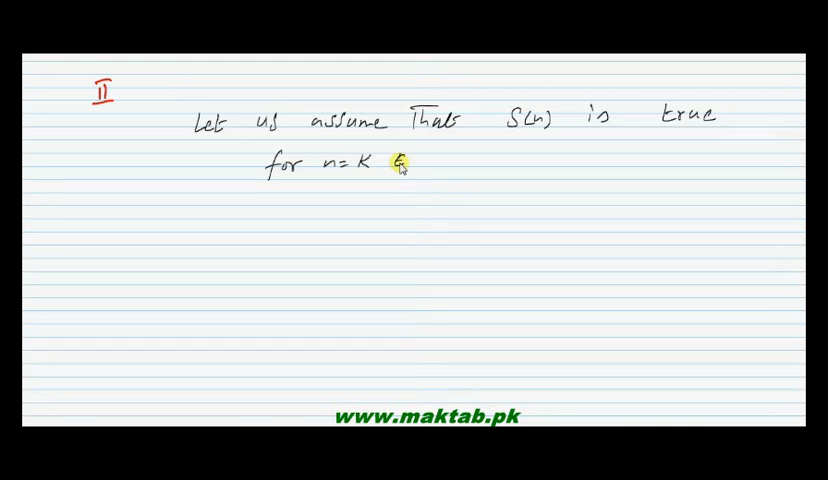 II
Let us assume that S(n) is true
for n = K ∈
www.maktab.pk